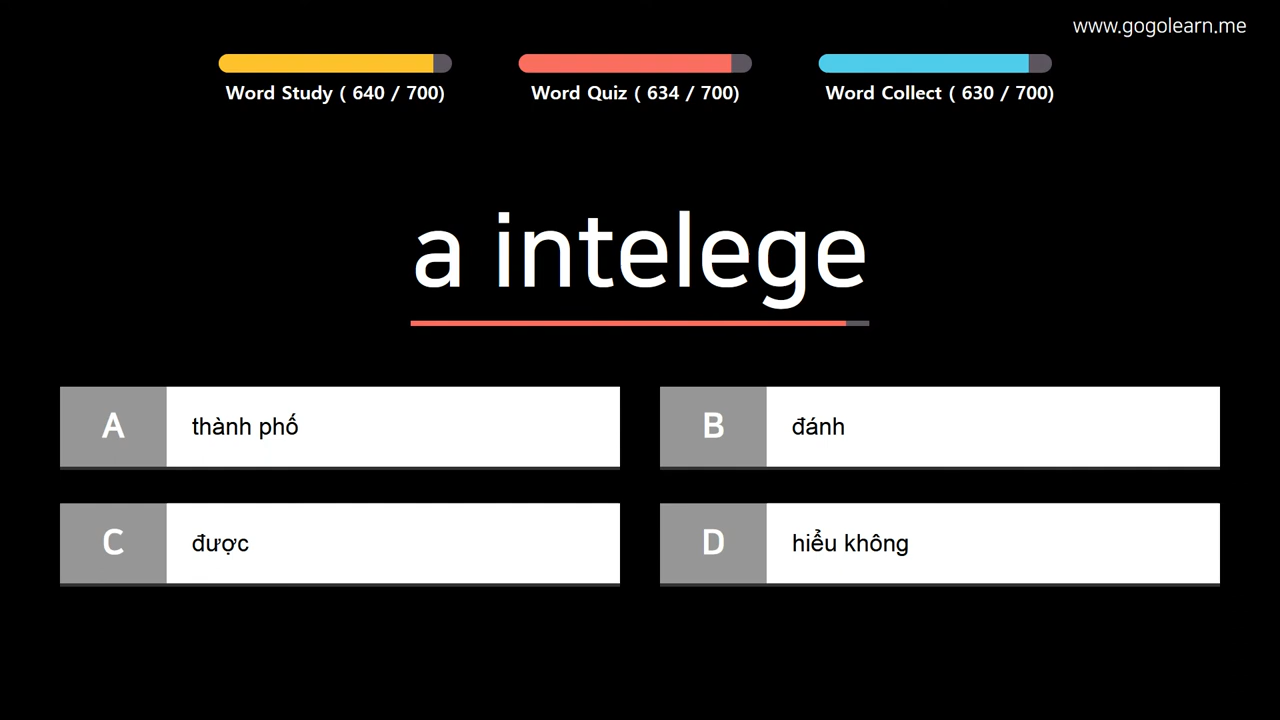 www.gogolearn.me
Word Study ( 640 / 700)
Word Quiz ( 634 / 700)
Word Collect ( 630 / 700)
a intelege
A
thành phố
B
đánh
C
được
D
hiểu không